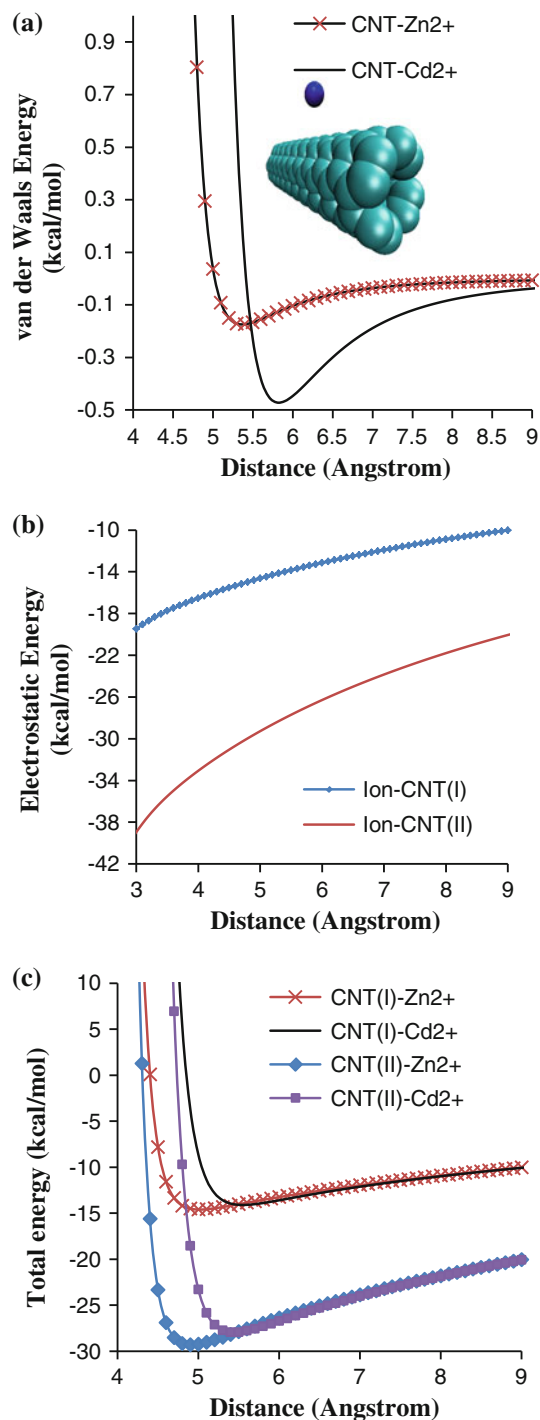 (a)
CNT-Zn2+
CNT-Cd2+
van der Waals Energy
(kcal/mol)
0.9
0.7
0.5
0.3
0.1
-0.1
-0.3
-0.5
4 4.5 5 5.5 6 6.5 7 7.5 8 8.5 9
Distance (Angstrom)
(b)
Electrostatic Energy
(kcal/mol)
-10
-14
-18
-22
-26
-30
-34
-38
-42
Ion-CNT(I)
Ion-CNT(II)
3 4 5 6 7 8 9
Distance (Angstrom)
(c)
Total energy (kcal/mol)
10
5
0
-5
-10
-15
-20
-25
-30
CNT(I)-Zn2+
CNT(I)-Cd2+
CNT(II)-Zn2+
CNT(II)-Cd2+
4 5 6 7 8 9
Distance (Angstrom)